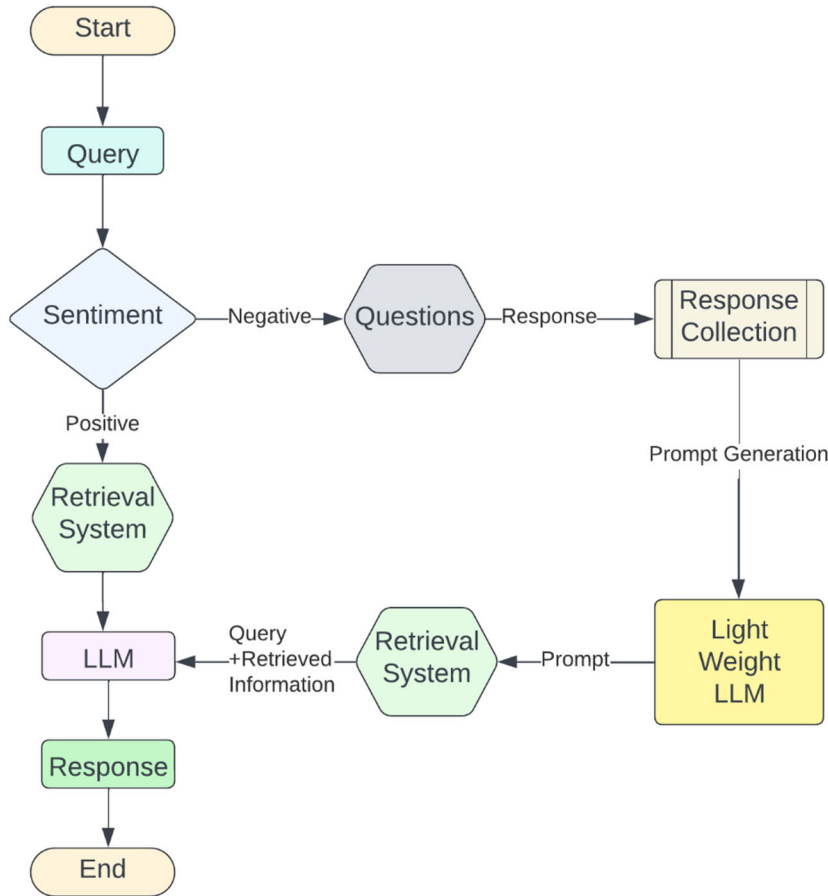 Start
Query
Sentiment
Negative
Questions
Response
Response
Collection
Positive
Prompt Generation
Retrieval
System
Light
Weight
LLM
Prompt
Retrieval
System
Query
+Retrieved
Information
LLM
Response
End